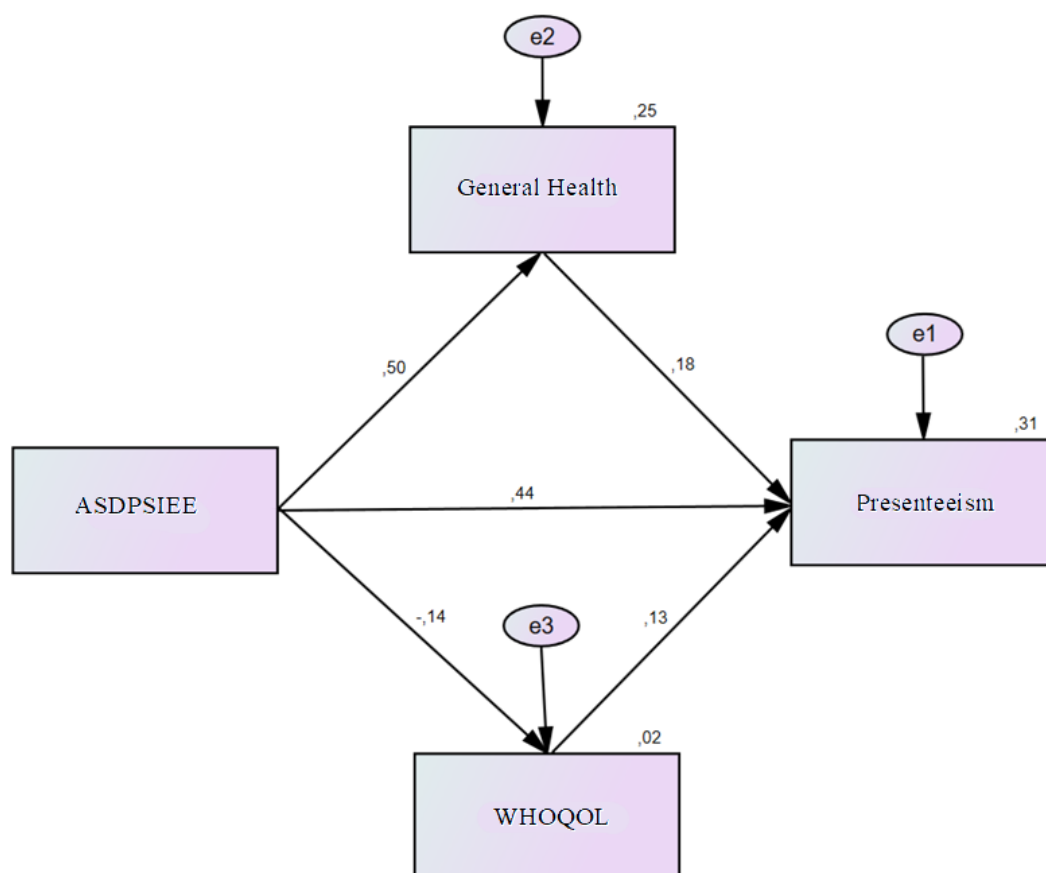 e2
,25
General Health
e1
,50
,18
,31
ASDPSIEE
,44
Presenteeism
-,14
e3
,13
,02
WHOQOL